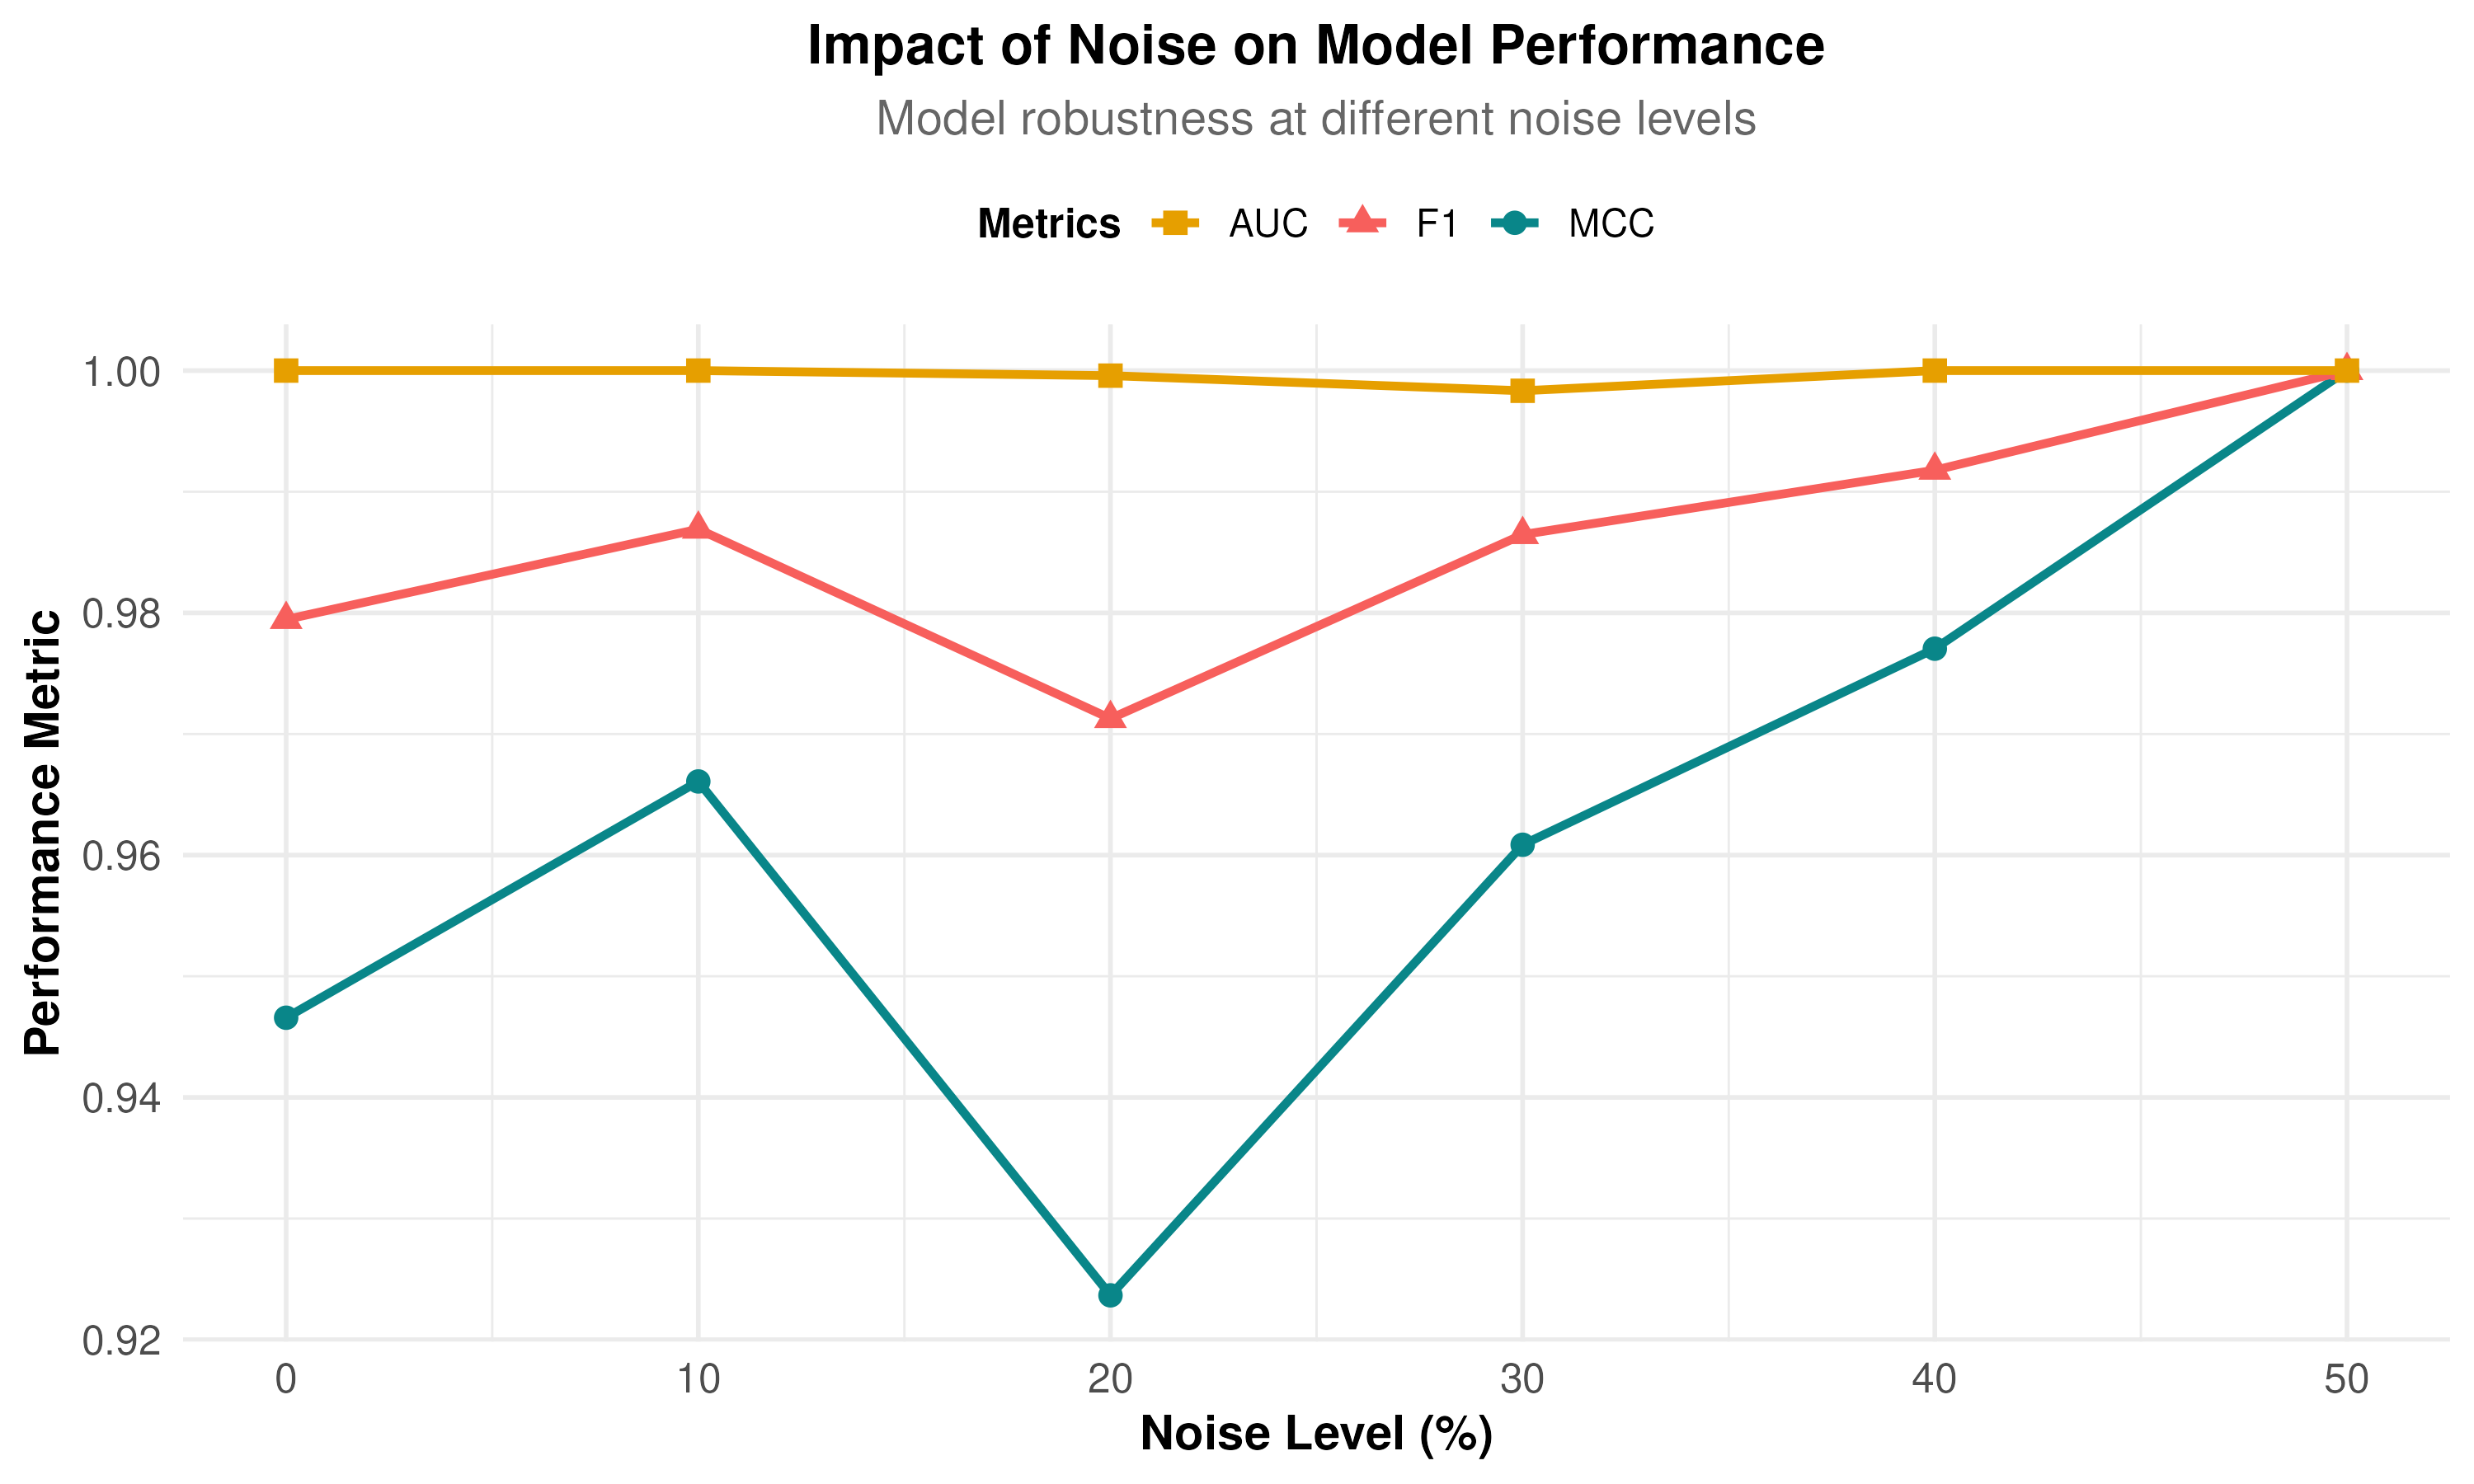 Impact of Noise on Model Performance
Model robustness at different noise levels
Metrics AUC F1 MCC
Performance Metric
1.00
0.98
0.96
0.94
0.92
0 10 20 30 40 50
Noise Level (%)